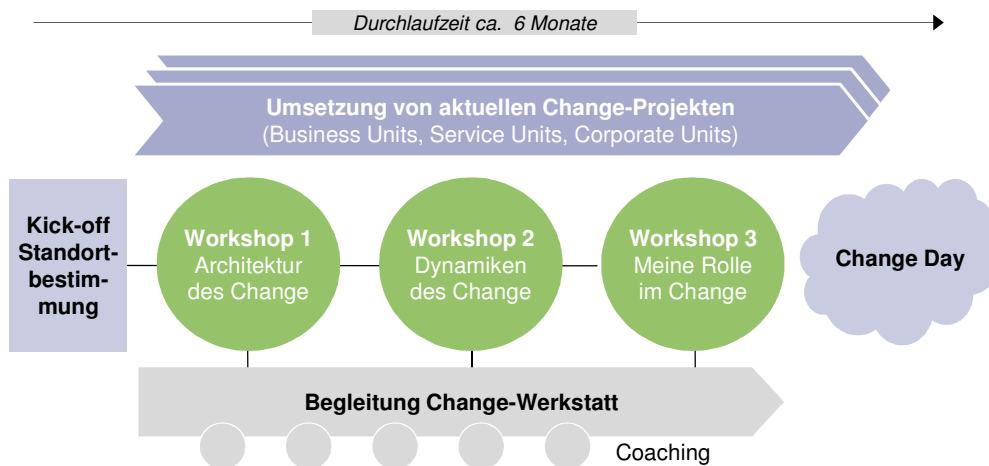 Durchlaufzeit ca. 6 Monate
Umsetzung von aktuellen Change-Projekten
(Business Units, Service Units, Corporate Units)
Kick-off
Standort-
bestim-
mung
Workshop 1
Architektur
des Change
Workshop 2
Dynamiken
des Change
Workshop 3
Meine Rolle
im Change
Change Day
Begleitung Change-Werkstatt
Coaching